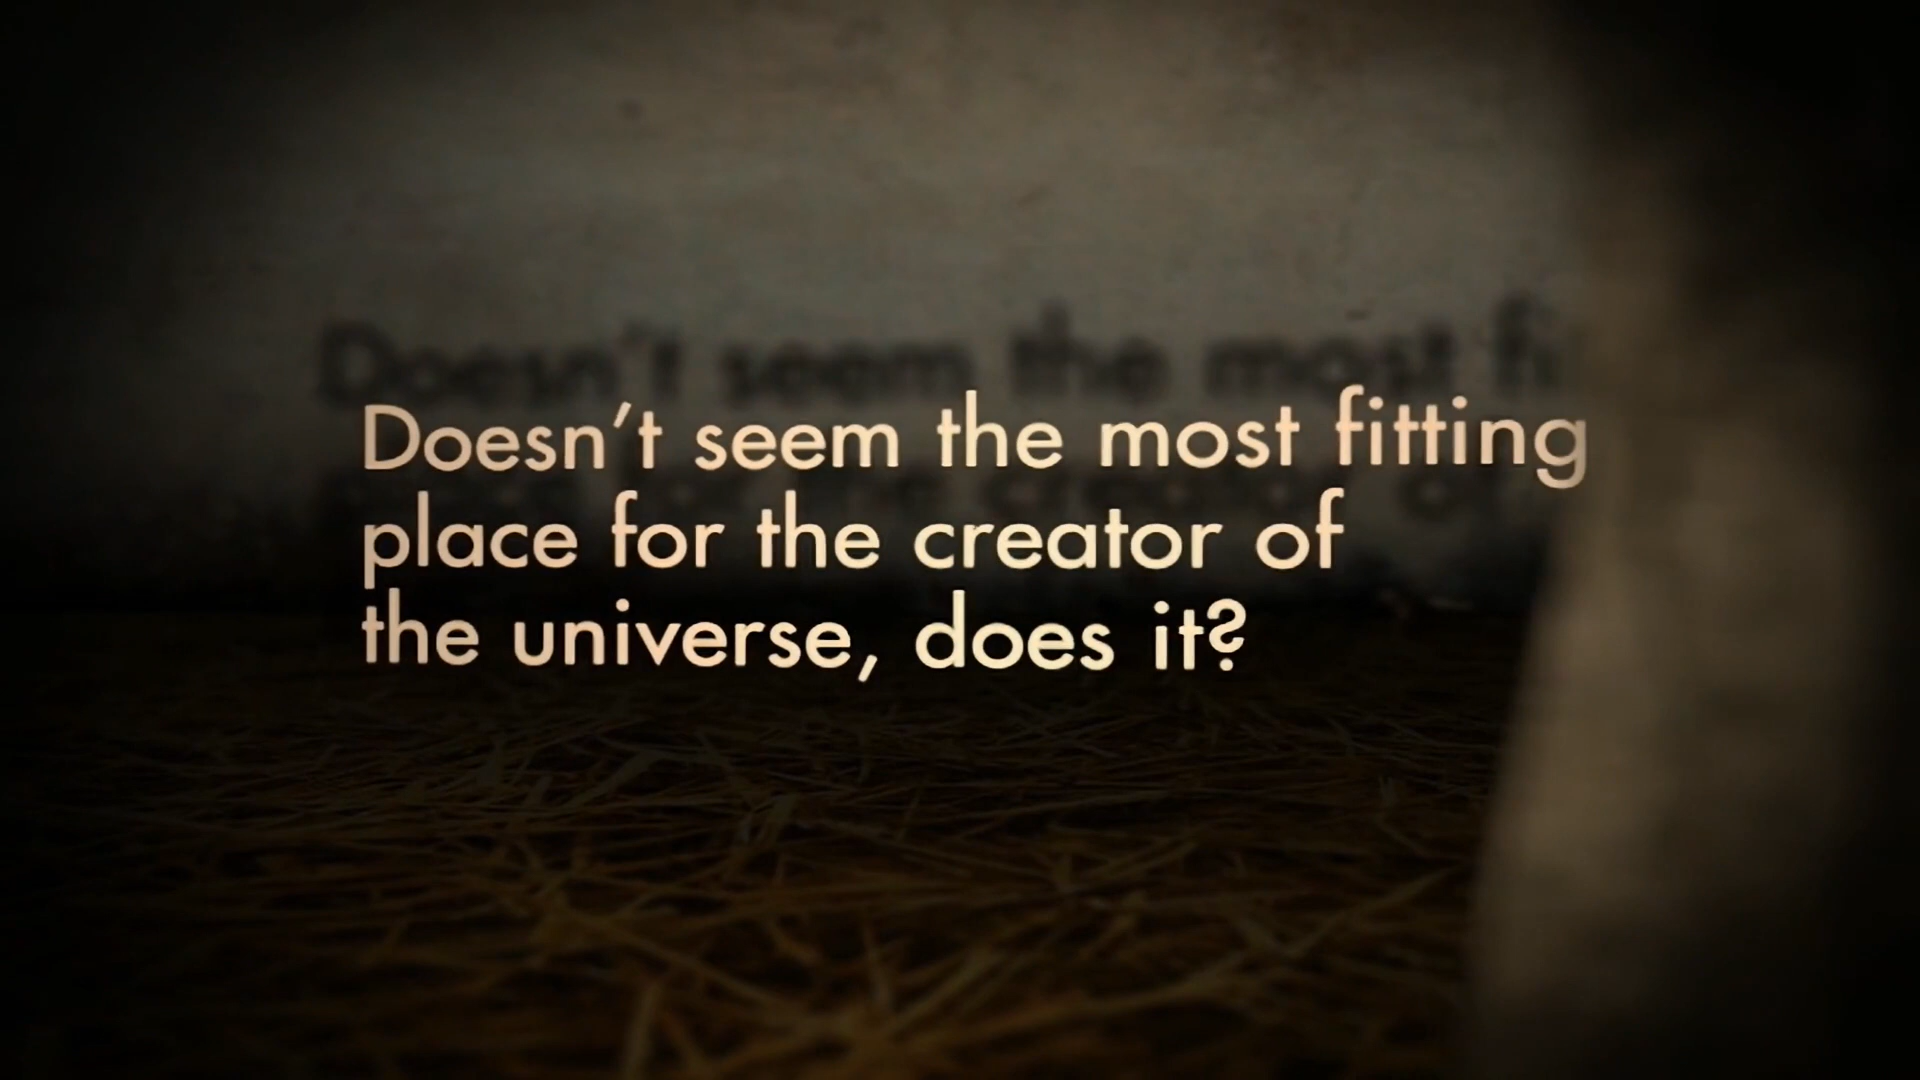 Doesn't seem the most fitting
place for the creator of
the universe, does it?